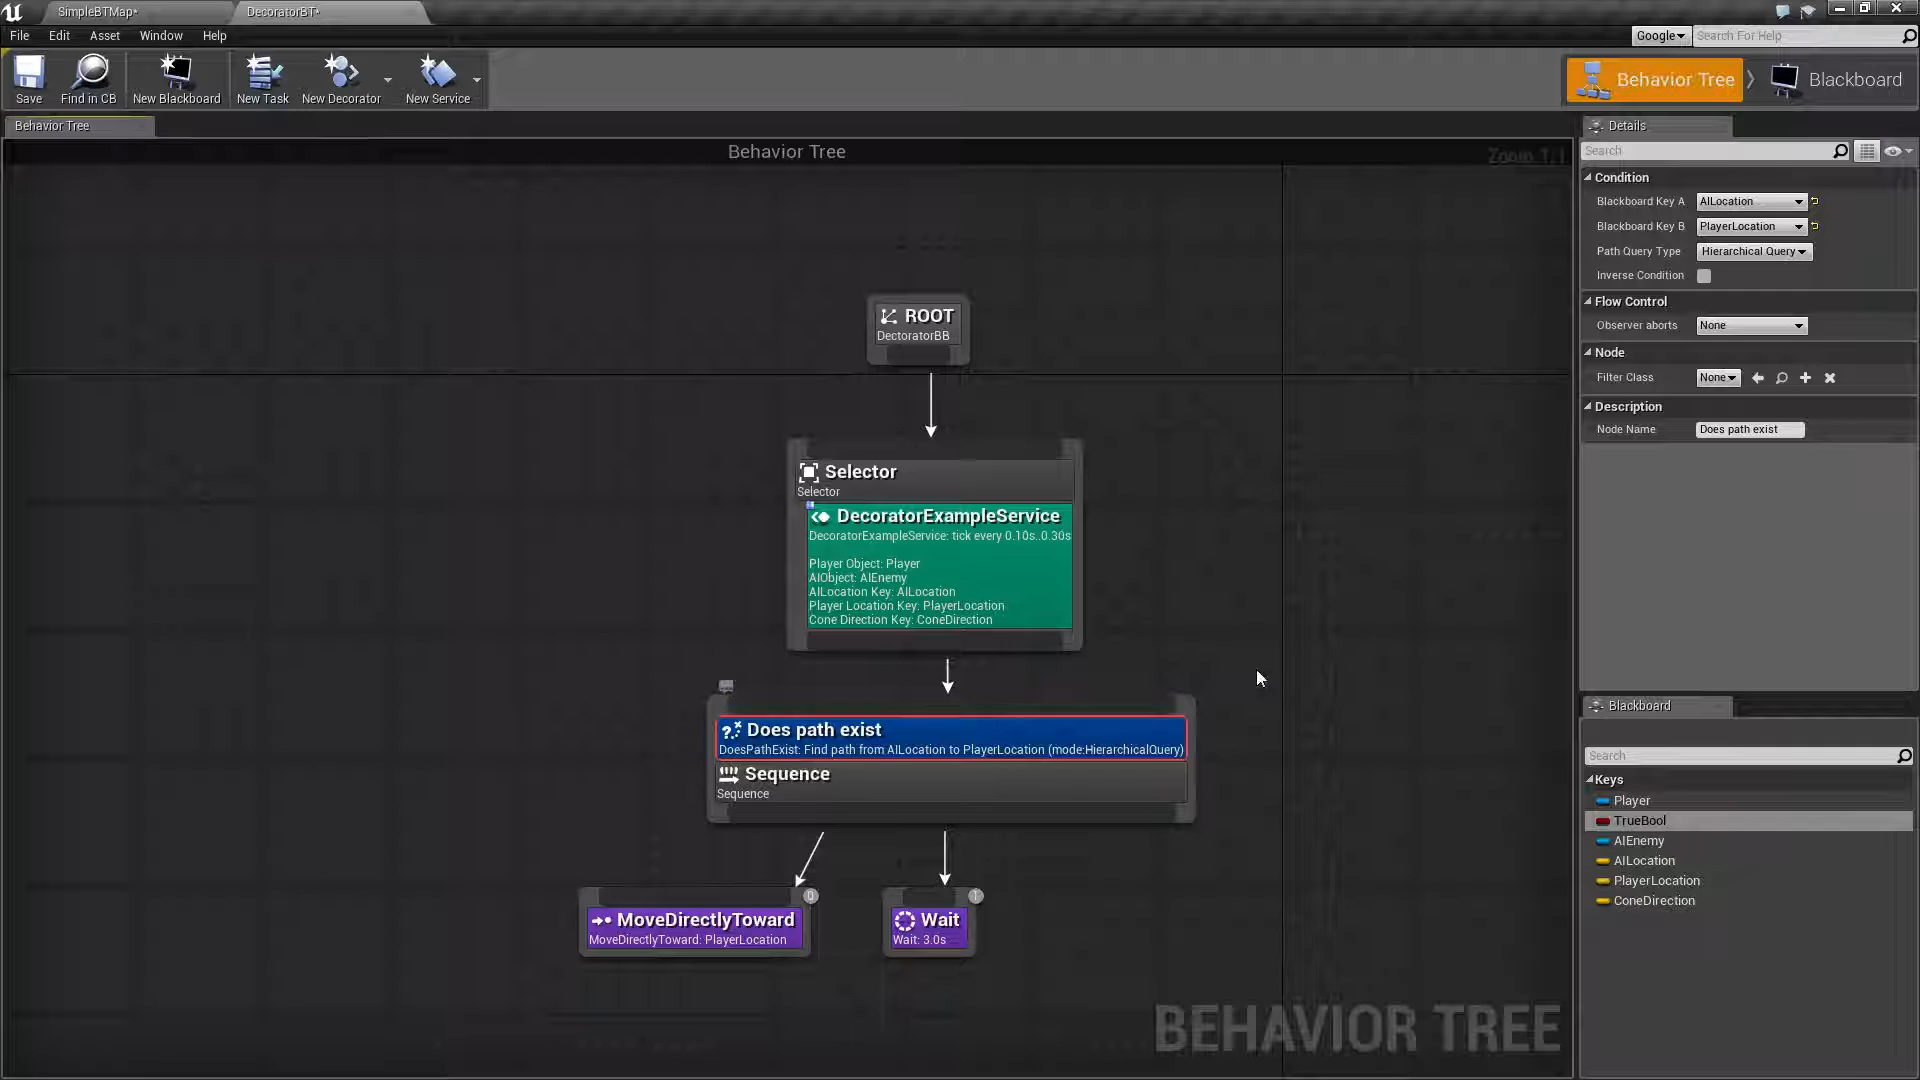 SimpleBTMap*
DecoratorBT*
File Edit Asset Window Help
Google
Search For Help
Save
Find in CB
New Blackboard
New Task
New Decorator
New Service
Behavior Tree
Blackboard
Behavior Tree
Behavior Tree
Zoom 1:1
ROOT
DectoratorBB
Selector
Selector
DecoratorExampleService
DecoratorExampleService: tick every 0.10s..0.30s
Player Object: Player
AIObject: AIEnemy
AILocation Key: AILocation
Player Location Key: PlayerLocation
Cone Direction Key: ConeDirection
Does path exist
DoesPathExist: Find path from AILocation to PlayerLocation (mode:HierarchicalQuery)
Sequence
Sequence
0
MoveDirectlyToward
MoveDirectlyToward: PlayerLocation
1
Wait
Wait: 3.0s
BEHAVIOR TREE
Details
Search
Condition
Blackboard Key A AILocation
Blackboard Key B PlayerLocation
Path Query Type Hierarchical Query
Inverse Condition
Flow Control
Observer aborts None
Node
Filter Class None
Description
Node Name Does path exist
Blackboard
Search
Keys
Player
TrueBool
AIEnemy
AILocation
PlayerLocation
ConeDirection